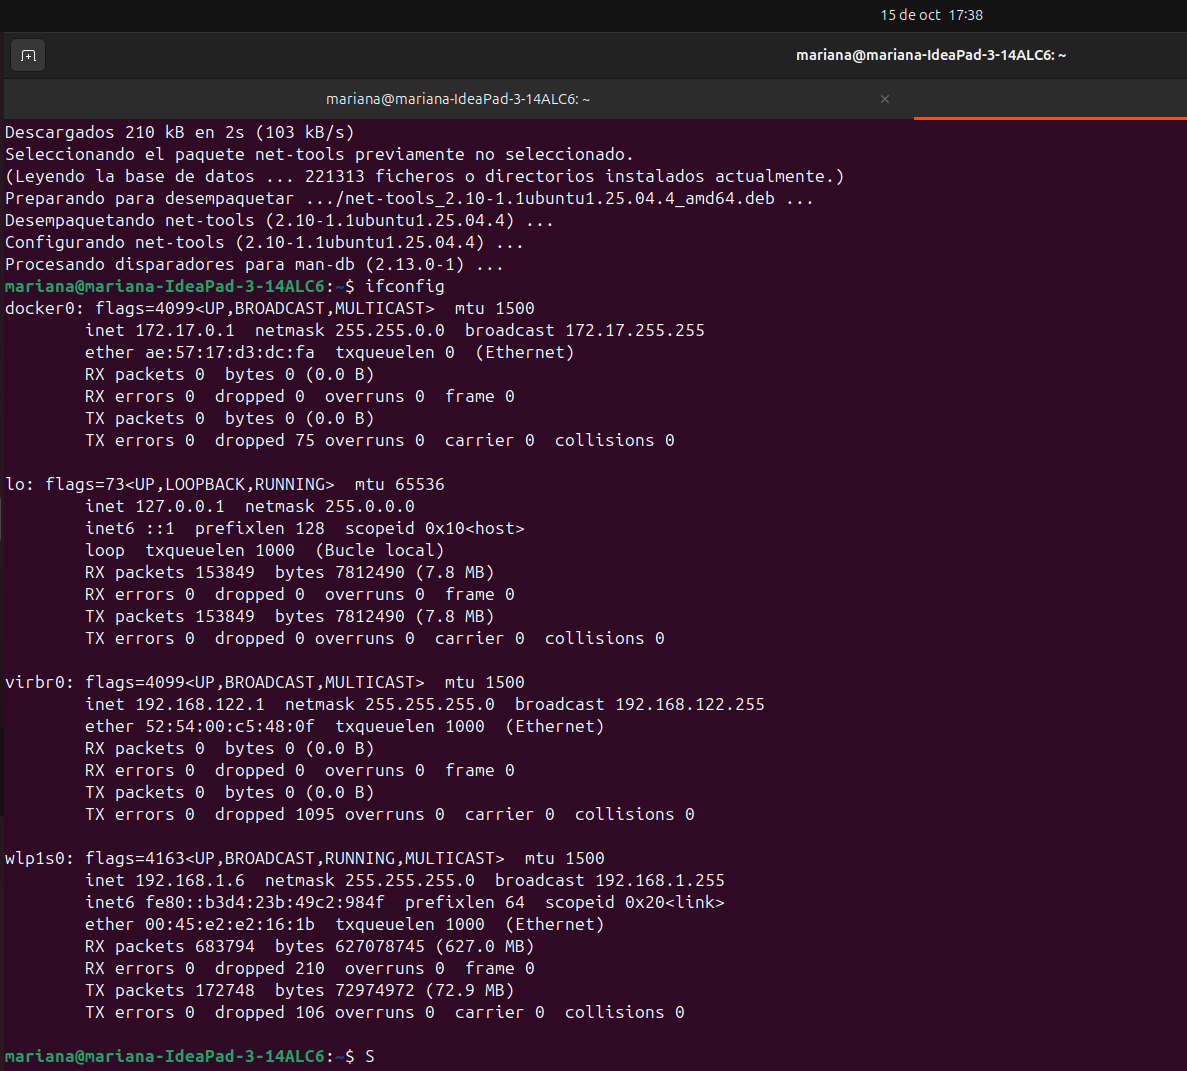 15 de oct  17:38
mariana@mariana-IdeaPad-3-14ALC6: ~
mariana@mariana-IdeaPad-3-14ALC6: ~
Descargados 210 kB en 2s (103 kB/s)
Seleccionando el paquete net-tools previamente no seleccionado.
(Leyendo la base de datos ... 221313 ficheros o directorios instalados actualmente.)
Preparando para desempaquetar .../net-tools_2.10-1.1ubuntu1.25.04.4_amd64.deb ...
Desempaquetando net-tools (2.10-1.1ubuntu1.25.04.4) ...
Configurando net-tools (2.10-1.1ubuntu1.25.04.4) ...
Procesando disparadores para man-db (2.13.0-1) ...
mariana@mariana-IdeaPad-3-14ALC6:~$ ifconfig
docker0: flags=4099<UP,BROADCAST,MULTICAST>  mtu 1500
        inet 172.17.0.1  netmask 255.255.0.0  broadcast 172.17.255.255
        ether ae:57:17:d3:dc:fa  txqueuelen 0  (Ethernet)
        RX packets 0  bytes 0 (0.0 B)
        RX errors 0  dropped 0  overruns 0  frame 0
        TX packets 0  bytes 0 (0.0 B)
        TX errors 0  dropped 75 overruns 0  carrier 0  collisions 0

lo: flags=73<UP,LOOPBACK,RUNNING>  mtu 65536
        inet 127.0.0.1  netmask 255.0.0.0
        inet6 ::1  prefixlen 128  scopeid 0x10<host>
        loop  txqueuelen 1000  (Bucle local)
        RX packets 153849  bytes 7812490 (7.8 MB)
        RX errors 0  dropped 0  overruns 0  frame 0
        TX packets 153849  bytes 7812490 (7.8 MB)
        TX errors 0  dropped 0 overruns 0  carrier 0  collisions 0

virbr0: flags=4099<UP,BROADCAST,MULTICAST>  mtu 1500
        inet 192.168.122.1  netmask 255.255.255.0  broadcast 192.168.122.255
        ether 52:54:00:c5:48:0f  txqueuelen 1000  (Ethernet)
        RX packets 0  bytes 0 (0.0 B)
        RX errors 0  dropped 0  overruns 0  frame 0
        TX packets 0  bytes 0 (0.0 B)
        TX errors 0  dropped 1095 overruns 0  carrier 0  collisions 0

wlp1s0: flags=4163<UP,BROADCAST,RUNNING,MULTICAST>  mtu 1500
        inet 192.168.1.6  netmask 255.255.255.0  broadcast 192.168.1.255
        inet6 fe80::b3d4:23b:49c2:984f  prefixlen 64  scopeid 0x20<link>
        ether 00:45:e2:e2:16:1b  txqueuelen 1000  (Ethernet)
        RX packets 683794  bytes 627078745 (627.0 MB)
        RX errors 0  dropped 210  overruns 0  frame 0
        TX packets 172748  bytes 72974972 (72.9 MB)
        TX errors 0  dropped 106 overruns 0  carrier 0  collisions 0

mariana@mariana-IdeaPad-3-14ALC6:~$ S